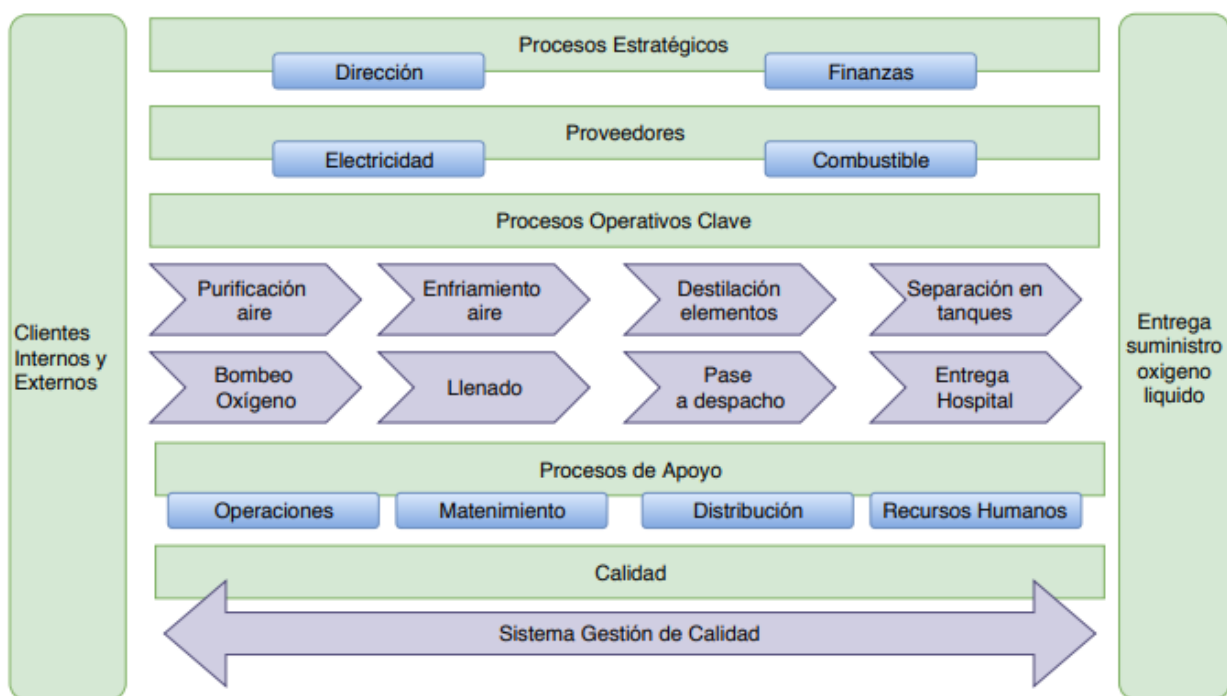 Procesos Estratégicos
Dirección
Finanzas
Proveedores
Electricidad
Combustible
Procesos Operativos Clave
Purificación
aire
Enfriamiento
aire
Destilación
elementos
Separación en
tanques
Clientes
Internos y
Externos
Entrega
suministro
oxigeno
liquido
Bombeo
Oxígeno
Llenado
Pase
a despacho
Entrega
Hospital
Procesos de Apoyo
Operaciones
Matenimiento
Distribución
Recursos Humanos
Calidad
Sistema Gestión de Calidad